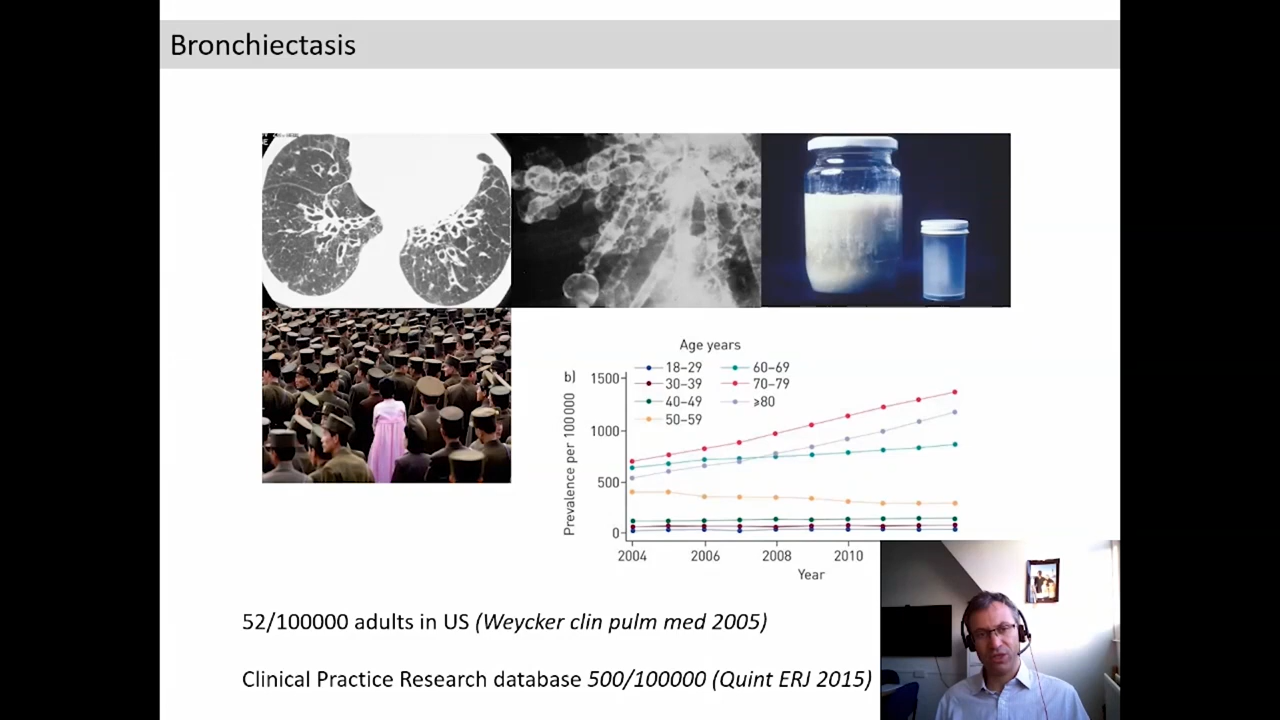 Bronchiectasis
Age years
b)
18–29
60–69
30–39
70–79
40–49
≥80
50–59
Prevalence per 100 000
1500
1000
500
0
2004
2006
2008
2010
Year
52/100000 adults in US (Weycker clin pulm med 2005)
Clinical Practice Research database 500/100000 (Quint ERJ 2015)